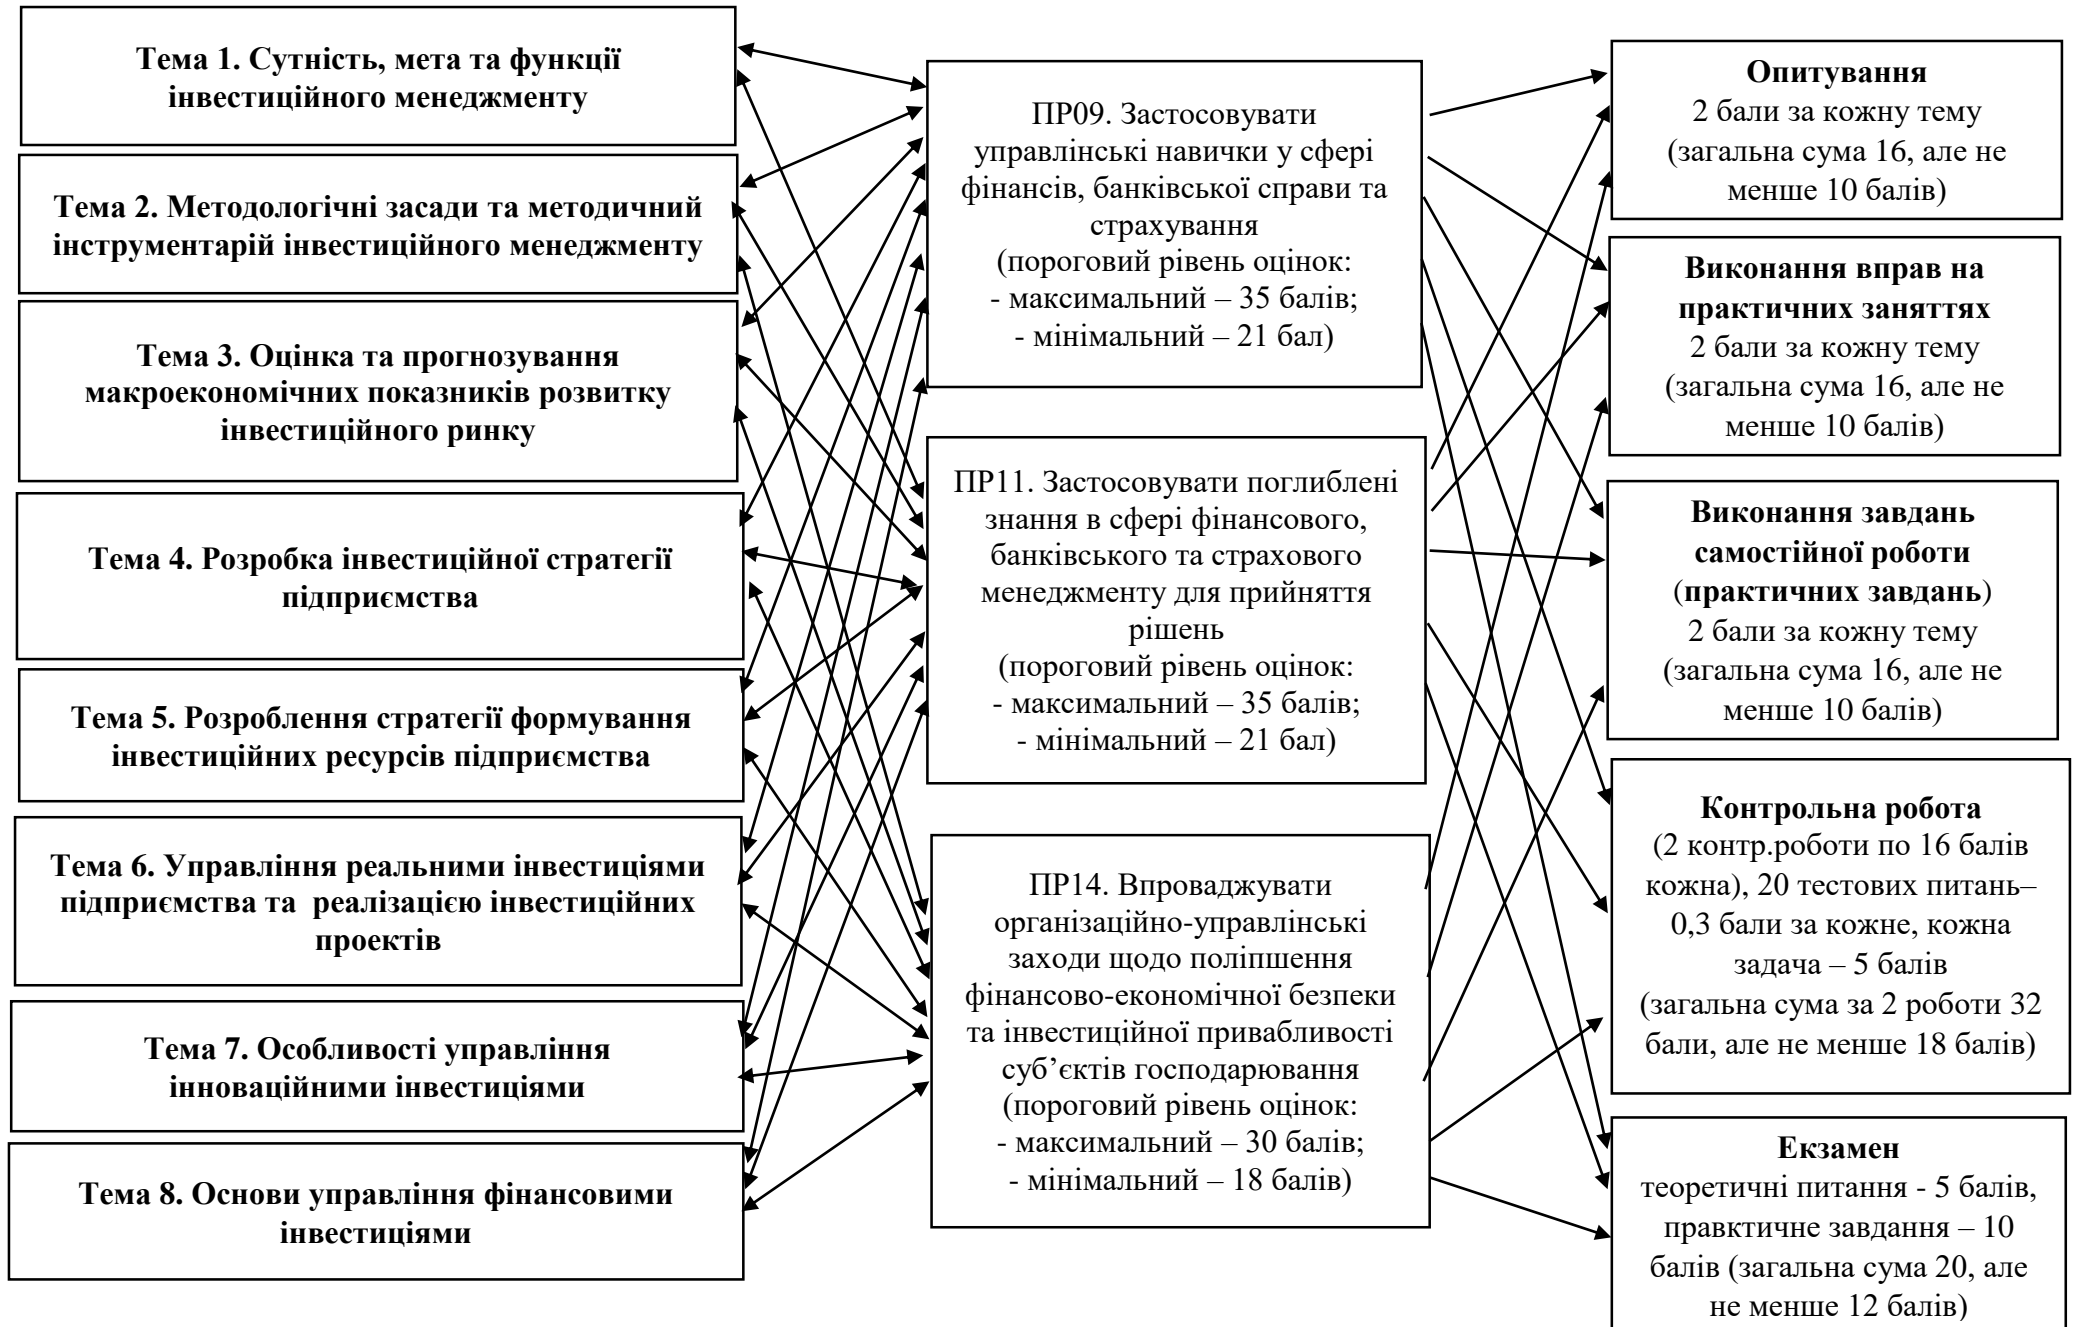 Тема 1. Сутність, мета та функції
інвестиційного менеджменту
Тема 2. Методологічні засади та методичний
інструментарій інвестиційного менеджменту
Тема 3. Оцінка та прогнозування
макроекономічних показників розвитку
інвестиційного ринку
Тема 4. Розробка інвестиційної стратегії
підприємства
Тема 5. Розроблення стратегії формування
інвестиційних ресурсів підприємства
Тема 6. Управління реальними інвестиціями
підприємства та реалізацією інвестиційних
проектів
Тема 7. Особливості управління
інноваційними інвестиціями
Тема 8. Основи управління фінансовими
інвестиціями
ПР09. Застосовувати
управлінські навички у сфері
фінансів, банківської справи та
страхування
(пороговий рівень оцінок:
- максимальний – 35 балів;
- мінімальний – 21 бал)
ПР11. Застосовувати поглиблені
знання в сфері фінансового,
банківського та страхового
менеджменту для прийняття
рішень
(пороговий рівень оцінок:
- максимальний – 35 балів;
- мінімальний – 21 бал)
ПР14. Впроваджувати
організаційно-управлінські
заходи щодо поліпшення
фінансово-економічної безпеки
та інвестиційної привабливості
суб’єктів господарювання
(пороговий рівень оцінок:
- максимальний – 30 балів;
- мінімальний – 18 балів)
Опитування
2 бали за кожну тему
(загальна сума 16, але не
менше 10 балів)
Виконання вправ на
практичних заняттях
2 бали за кожну тему
(загальна сума 16, але не
менше 10 балів)
Виконання завдань
самостійної роботи
(практичних завдань)
2 бали за кожну тему
(загальна сума 16, але не
менше 10 балів)
Контрольна робота
(2 контр.роботи по 16 балів
кожна), 20 тестових питань–
0,3 бали за кожне, кожна
задача – 5 балів
(загальна сума за 2 роботи 32
бали, але не менше 18 балів)
Екзамен
теоретичні питання - 5 балів,
правктичне завдання – 10
балів (загальна сума 20, але
не менше 12 балів)